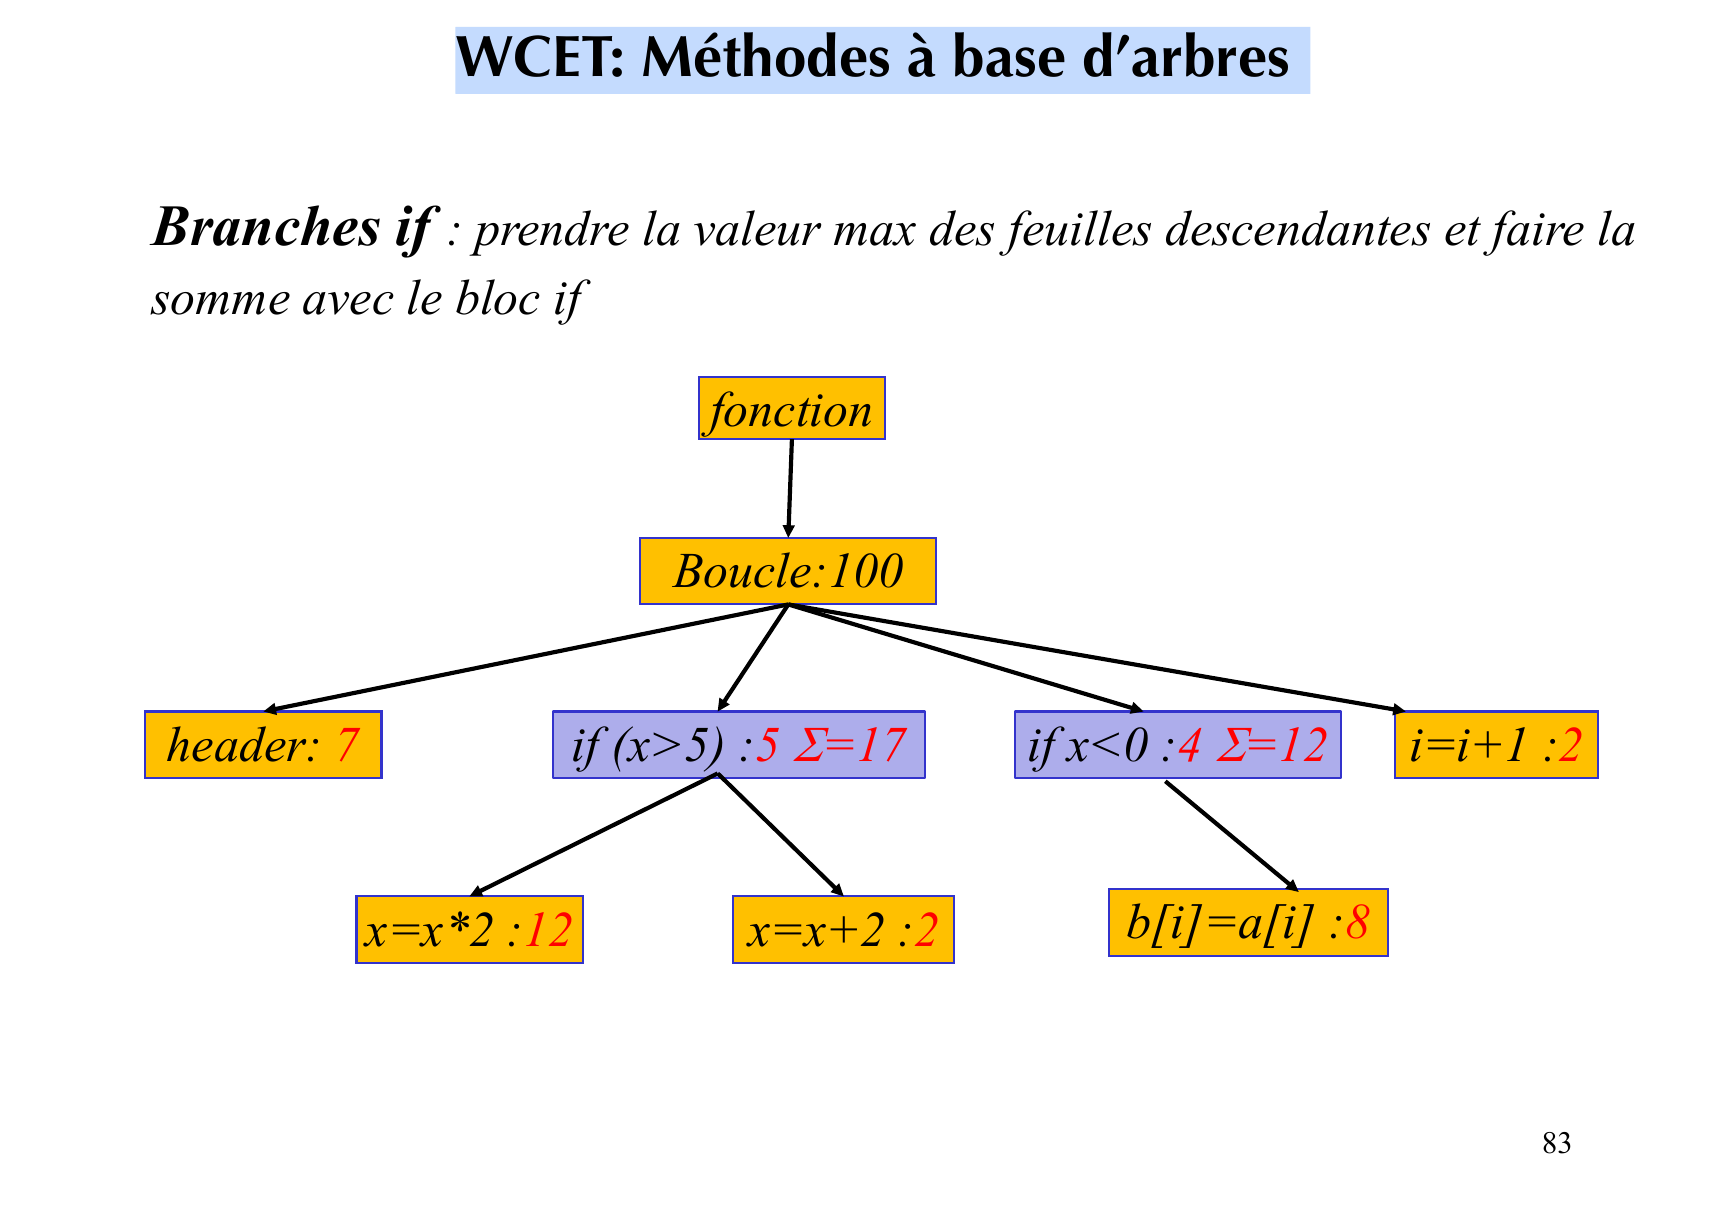 WCET: Méthodes à base d’arbres
Branches if : prendre la valeur max des feuilles descendantes et faire la
somme avec le bloc if
fonction
Boucle:100
header: 7
if (x>5) :5 Σ=17
if x<0 :4 Σ=12
i=i+1 :2
x=x*2 :12
x=x+2 :2
b[i]=a[i] :8
83